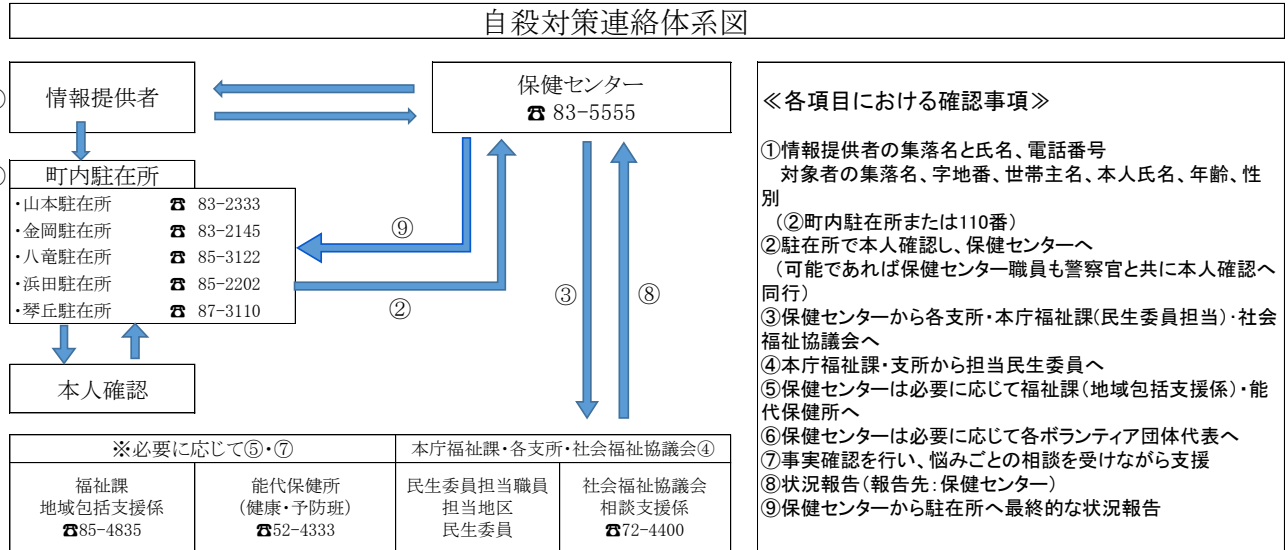 自殺対策連絡体系図
情報提供者
保健センター
☎ 83-5555
町内駐在所
・山本駐在所 ☎ 83-2333
・金岡駐在所 ☎ 83-2145
・八竜駐在所 ☎ 85-3122
・浜田駐在所 ☎ 85-2202
・琴丘駐在所 ☎ 87-3110
⑨
②
③
⑧
本人確認
※必要に応じて⑤・⑦
本庁福祉課・各支所・社会福祉協議会④
福祉課
地域包括支援係
☎85-4835
能代保健所
(健康・予防班)
☎52-4333
民生委員担当職員
担当地区
民生委員
社会福祉協議会
相談支援係
☎72-4400
≪各項目における確認事項≫
①情報提供者の集落名と氏名、電話番号
対象者の集落名、字地番、世帯主名、本人氏名、年齢、性
別
(②町内駐在所または110番)
②駐在所で本人確認し、保健センターへ
(可能であれば保健センター職員も警察官と共に本人確認へ
同行)
③保健センターから各支所・本庁福祉課(民生委員担当)・社会
福祉協議会へ
④本庁福祉課・支所から担当民生委員へ
⑤保健センターは必要に応じて福祉課(地域包括支援係)・能
代保健所へ
⑥保健センターは必要に応じて各ボランティア団体代表へ
⑦事実確認を行い、悩みごとの相談を受けながら支援
⑧状況報告(報告先:保健センター)
⑨保健センターから駐在所へ最終的な状況報告